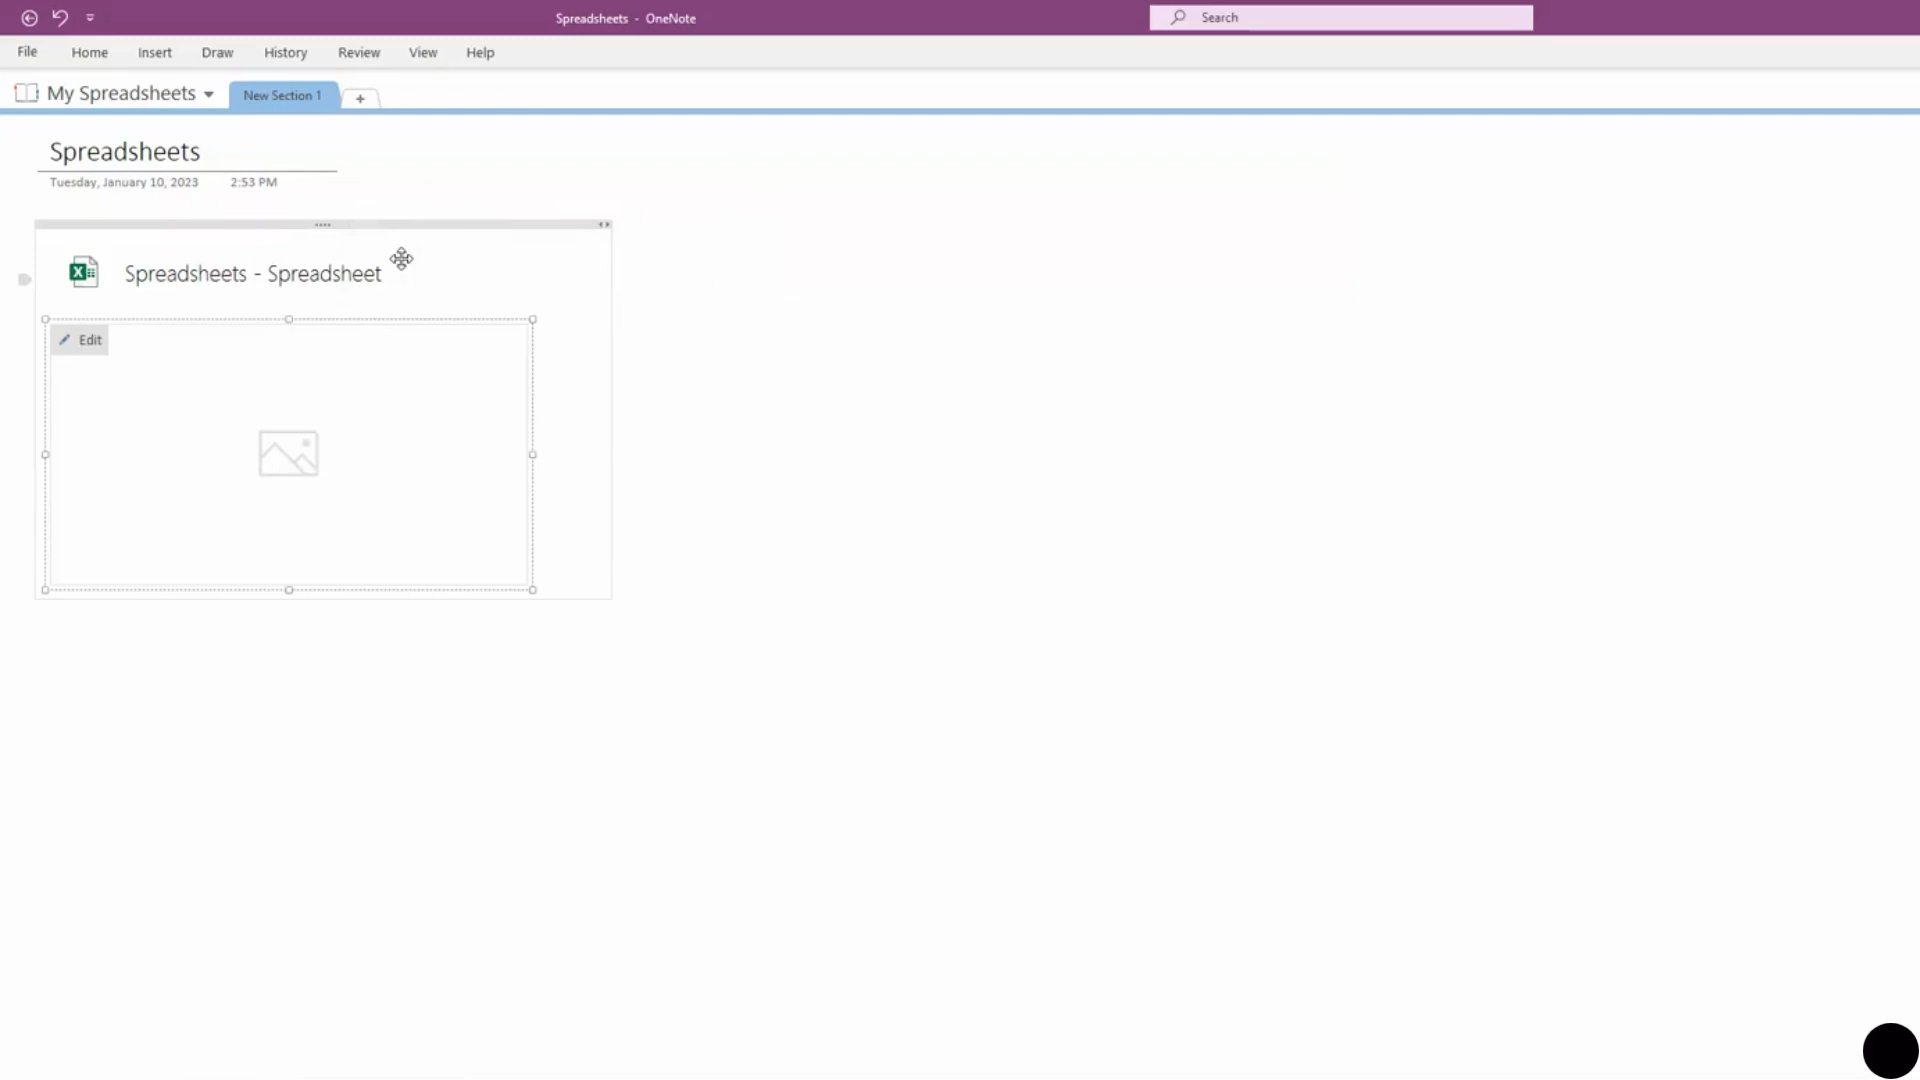 Spreadsheets - OneNote
Search
File Home Insert Draw History Review View Help
My Spreadsheets New Section 1 +
Spreadsheets
Tuesday, January 10, 2023 2:53 PM
Spreadsheets - Spreadsheet
Edit